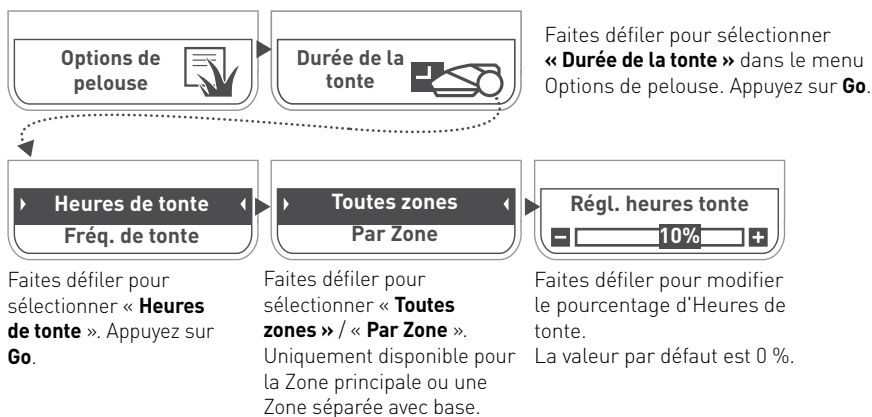 Options de
pelouse
Durée de la
tonte
Faites défiler pour sélectionner
« Durée de la tonte » dans le menu
Options de pelouse. Appuyez sur Go.
Heures de tonte
Fréq. de tonte
Toutes zones
Par Zone
Régl. heures tonte
10%
Faites défiler pour
sélectionner « Heures
de tonte ». Appuyez sur
Go.
Faites défiler pour
sélectionner « Toutes
zones » / « Par Zone ».
Uniquement disponible pour
la Zone principale ou une
Zone séparée avec base.
Faites défiler pour modifier
le pourcentage d'Heures de
tonte.
La valeur par défaut est 0 %.